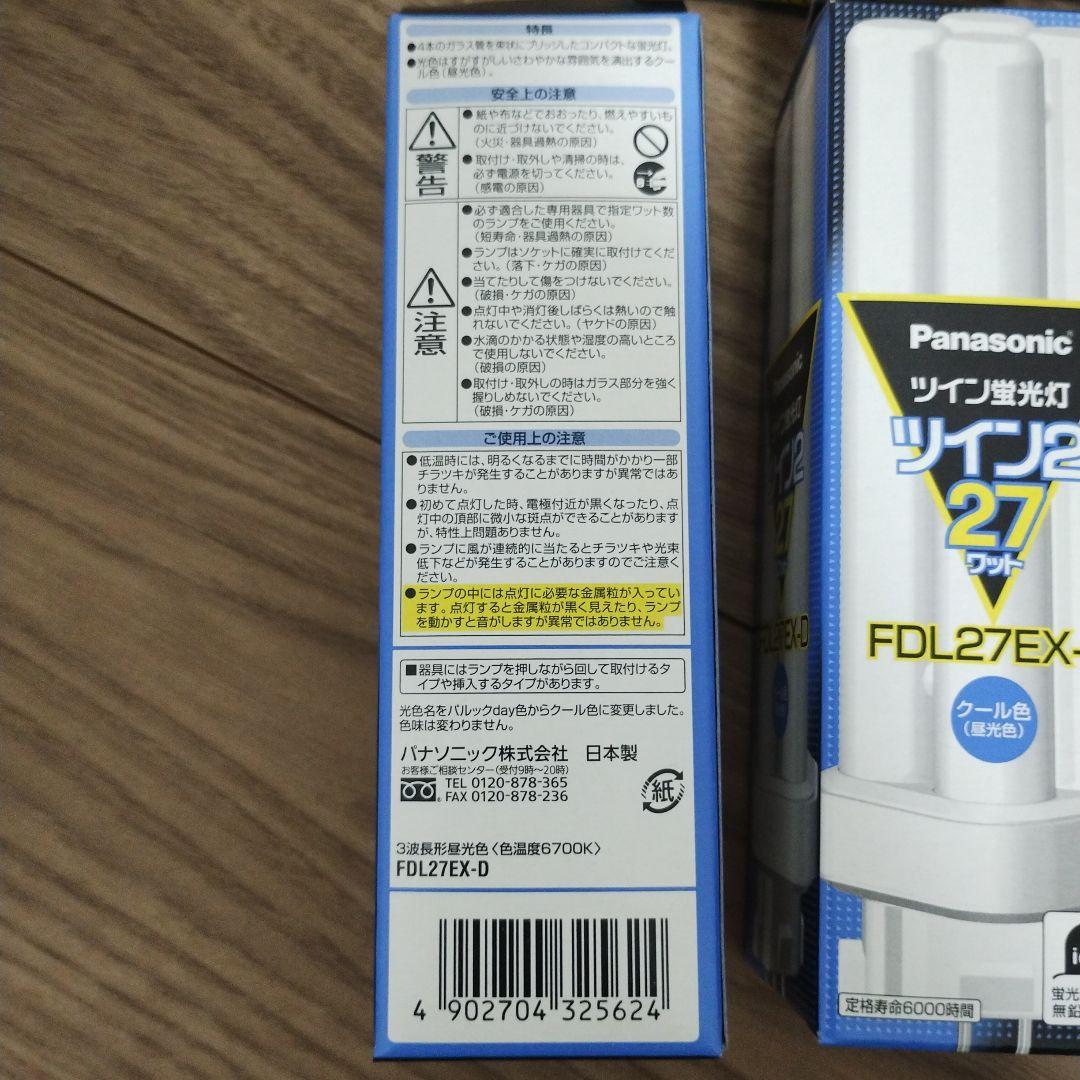 特長
●4本のガラス管を束状にブリッジしたコンパクトな蛍光灯。
●光色はすがすがしいさわやかな雰囲気を演出するクー
ル色(昼光色)。
安全上の注意
警告
●紙や布などでおおったり、燃えやすいも
のに近づけないでください。
(火災・器具過熱の原因)
●取付け・取外しや清掃の時は、
必ず電源を切ってください。
(感電の原因)
注意
●必ず適合した専用器具で指定ワット数
のランプをご使用ください。
(短寿命・器具過熱の原因)
●ランプはソケットに確実に取付けてくだ
さい。(落下・ケガの原因)
●当てたりして傷をつけないでください。
(破損・ケガの原因)
●点灯中や消灯後しばらくは熱いので触
れないでください。(ヤケドの原因)
●水滴のかかる状態や湿度の高いところ
で使用しないでください。
(破損の原因)
●取付け・取外しの時はガラス部分を強く
握りしめないでください。
(破損・ケガの原因)
ご使用上の注意
●低温時には、明るくなるまでに時間がかかり一部
チラツキが発生することがありますが異常ではあ
りません。
●初めて点灯した時、電極付近が黒くなったり、点
灯中の頂部に微小な斑点ができることがあります
が、特性上問題ありません。
●ランプに風が連続的に当たるとチラツキや光束
低下などが発生することがありますのでご注意く
ださい。
●ランプの中には点灯に必要な金属粒が入ってい
ます。点灯すると金属粒が黒く見えたり、ランプ
を動かすと音がしますが異常ではありません。
■器具にはランプを押しながら回して取付けるタ
イプや挿入するタイプがあります。
光色名をパルックday色からクール色に変更しました。
色味は変わりません。
パナソニック株式会社 日本製
お客様ご相談センター(受付9時~20時)
TEL 0120-878-365
FAX 0120-878-236
紙
3波長形昼光色〈色温度6700K〉
FDL27EX-D
4 902704 325624
Panasonic
ツイン2
27
FDL27EX-D
Panasonic
ツイン蛍光灯
ツイン2
27
ワット
FDL27EX-
クール色
(昼光色)
定格寿命6000時間
蛍光
無鉛